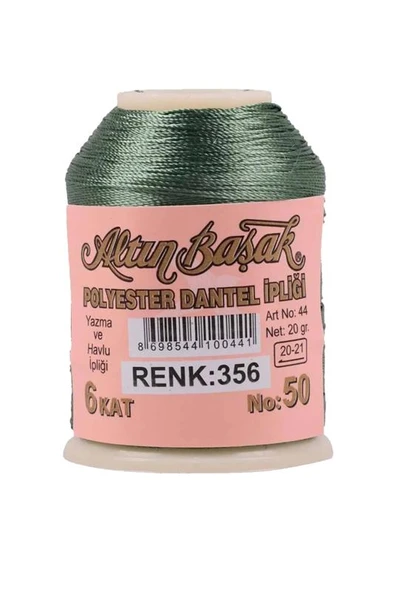 Altın Başak®
POLYESTER DANTEL İPLİĞİ
Yazma
ve
Havlu
İpliği
Art No: 44
Net: 20 gr.
20-21
8 698544 100441
RENK:356
6 KAT
No: 50